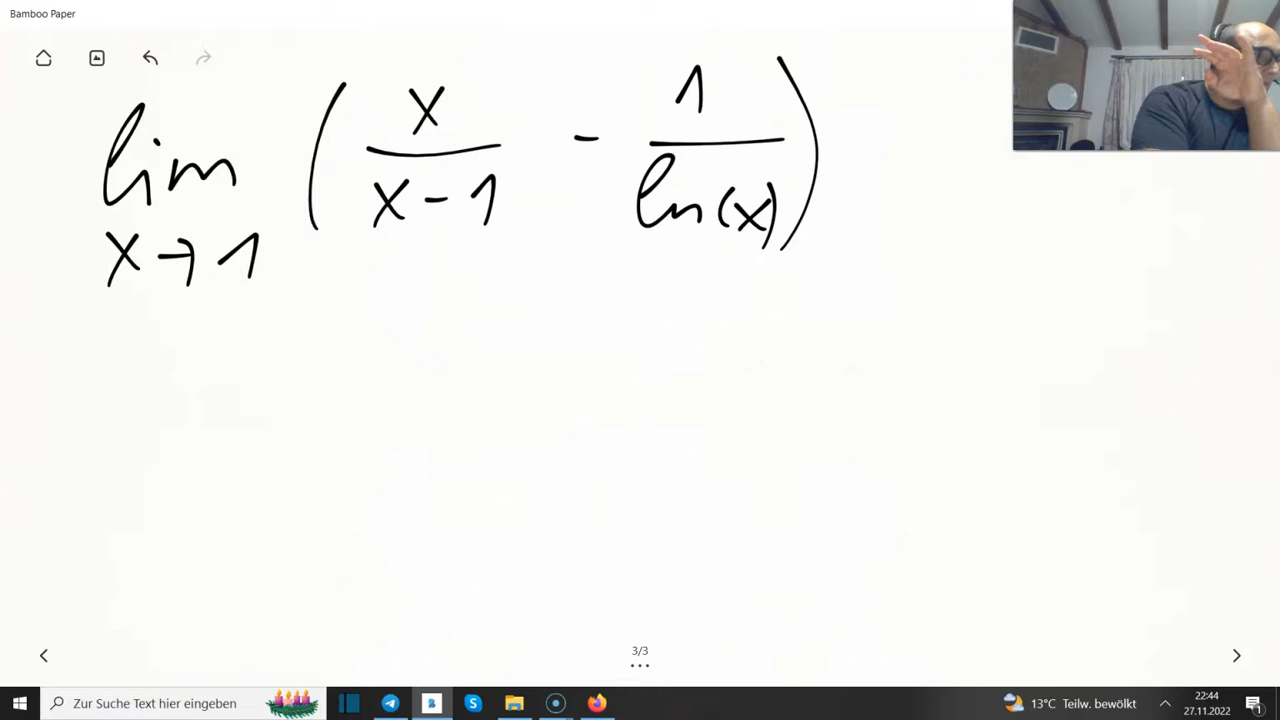 Bamboo Paper
lim x→1 ( x/(x-1) - 1/ln(x) )
3/3
Zur Suche Text hier eingeben
B
S
13°C Teilw. bewölkt
22:44
27.11.2022
1